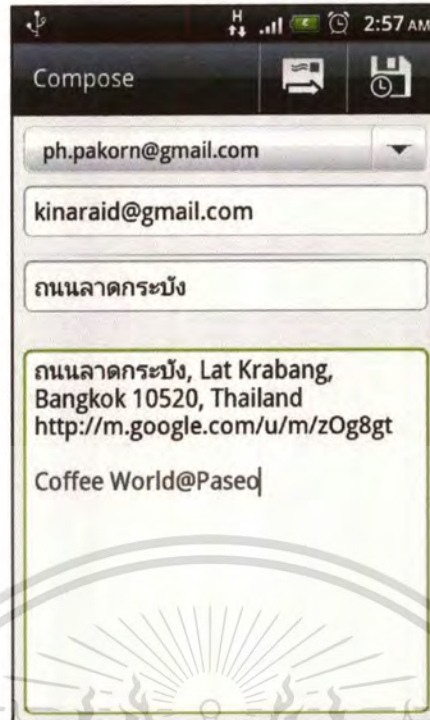 H 2:57 AM
Compose
ph.pakorn@gmail.com
kinaraid@gmail.com
ถนนลาดกระบัง
ถนนลาดกระบัง, Lat Krabang,
Bangkok 10520, Thailand
http://m.google.com/u/m/zOg8gt
Coffee World@Paseo